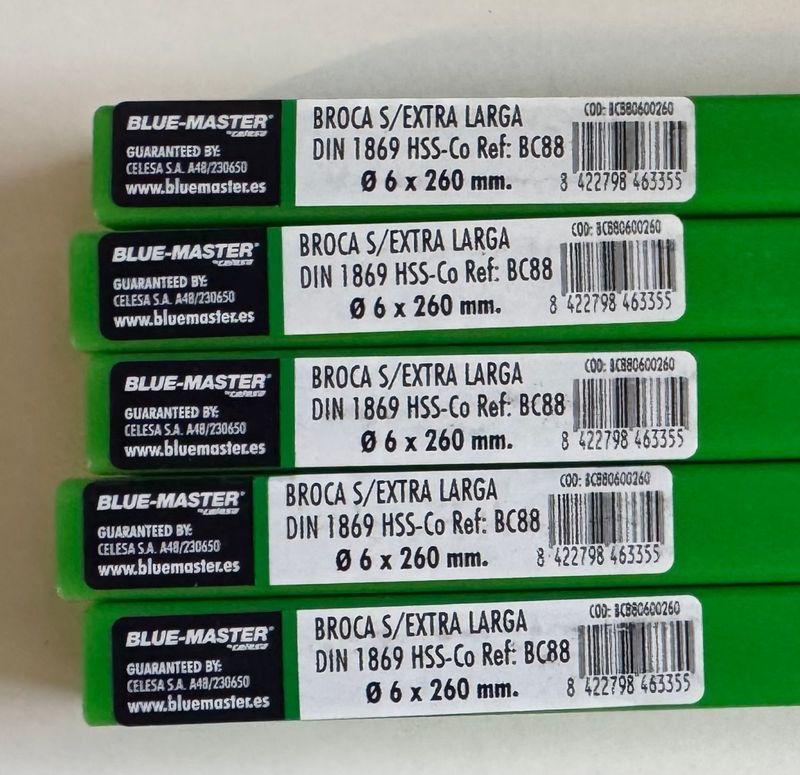 BLUE-MASTER®
by celesa
GUARANTEED BY:
CELESA S.A. A48/230650
www.bluemaster.es
BROCA S/EXTRA LARGA
DIN 1869 HSS-Co Ref: BC88
Ø 6 x 260 mm.
COD: BC880600260
8 422798 463355
BLUE-MASTER®
by celesa
GUARANTEED BY:
CELESA S.A. A48/230650
www.bluemaster.es
BROCA S/EXTRA LARGA
DIN 1869 HSS-Co Ref: BC88
Ø 6 x 260 mm.
COD: BC880600260
8 422798 463355
BLUE-MASTER®
by celesa
GUARANTEED BY:
CELESA S.A. A48/230650
www.bluemaster.es
BROCA S/EXTRA LARGA
DIN 1869 HSS-Co Ref: BC88
Ø 6 x 260 mm.
COD: BC880600260
8 422798 463355
BLUE-MASTER®
by celesa
GUARANTEED BY:
CELESA S.A. A48/230650
www.bluemaster.es
BROCA S/EXTRA LARGA
DIN 1869 HSS-Co Ref: BC88
Ø 6 x 260 mm.
COD: BC880600260
8 422798 463355
BLUE-MASTER®
by celesa
GUARANTEED BY:
CELESA S.A. A48/230650
www.bluemaster.es
BROCA S/EXTRA LARGA
DIN 1869 HSS-Co Ref: BC88
Ø 6 x 260 mm.
COD: BC880600260
8 422798 463355